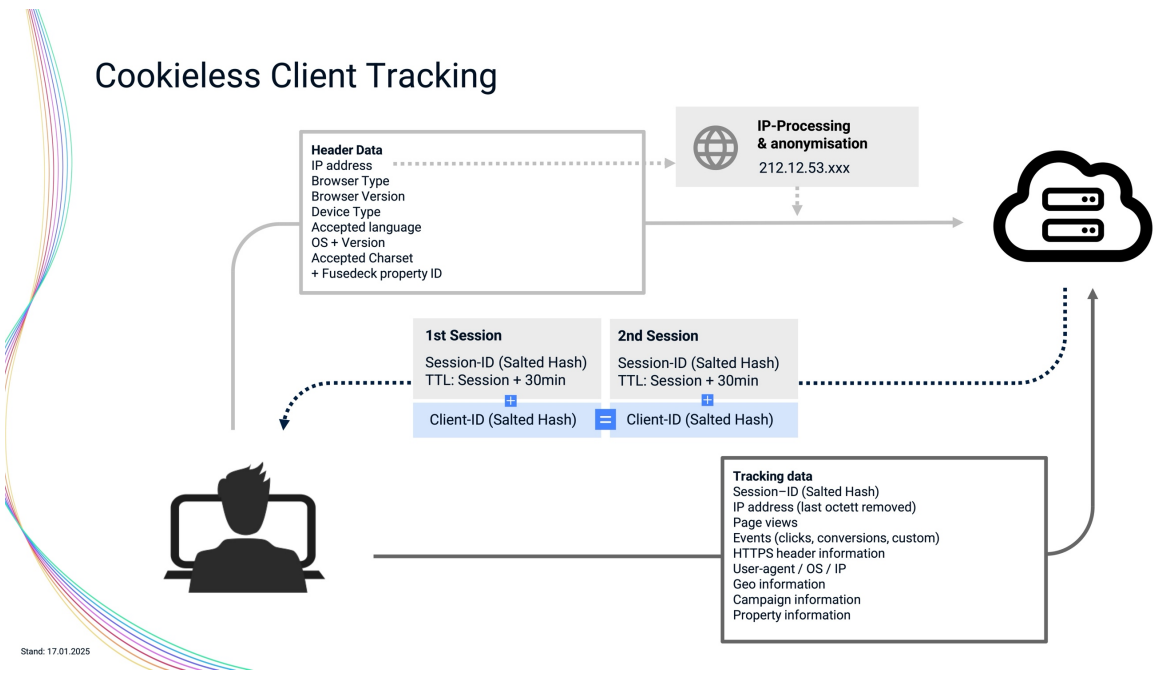 Cookieless Client Tracking
Header Data
IP address
Browser Type
Browser Version
Device Type
Accepted language
OS + Version
Accepted Charset
+ Fusedeck property ID
IP-Processing
& anonymisation
212.12.53.xxx
1st Session
Session-ID (Salted Hash)
TTL: Session + 30min
+
Client-ID (Salted Hash)
=
2nd Session
Session-ID (Salted Hash)
TTL: Session + 30min
+
Client-ID (Salted Hash)
Tracking data
Session–ID (Salted Hash)
IP address (last octett removed)
Page views
Events (clicks, conversions, custom)
HTTPS header information
User-agent / OS / IP
Geo information
Campaign information
Property information
Stand: 17.01.2025